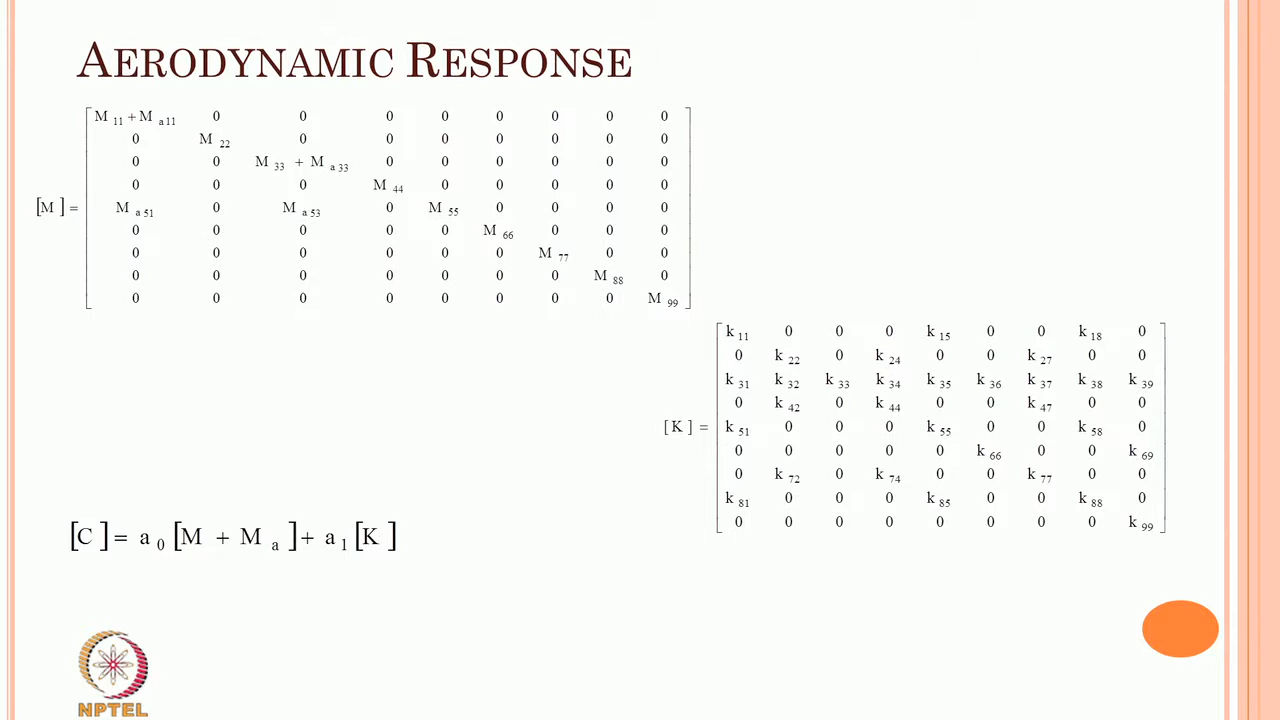 AERODYNAMIC RESPONSE
M 11 + M a 11 0 0 0 0 0 0 0 0
0 M 22 0 0 0 0 0 0 0
0 0 M 33 + M a 33 0 0 0 0 0 0
0 0 0 M 44 0 0 0 0 0
[M] = M a 51 0 M a 53 0 M 55 0 0 0 0
0 0 0 0 0 M 66 0 0 0
0 0 0 0 0 0 M 77 0 0
0 0 0 0 0 0 0 M 88 0
0 0 0 0 0 0 0 0 M 99
k 11 0 0 0 k 15 0 0 k 18 0
0 k 22 0 k 24 0 0 k 27 0 0
k 31 k 32 k 33 k 34 k 35 k 36 k 37 k 38 k 39
0 k 42 0 k 44 0 0 k 47 0 0
[K] = k 51 0 0 0 k 55 0 0 k 58 0
0 0 0 0 0 k 66 0 0 k 69
0 k 72 0 k 74 0 0 k 77 0 0
k 81 0 0 0 k 85 0 0 k 88 0
0 0 0 0 0 0 0 0 k 99
[C] = a 0 [M + M a] + a 1 [K]
NPTEL